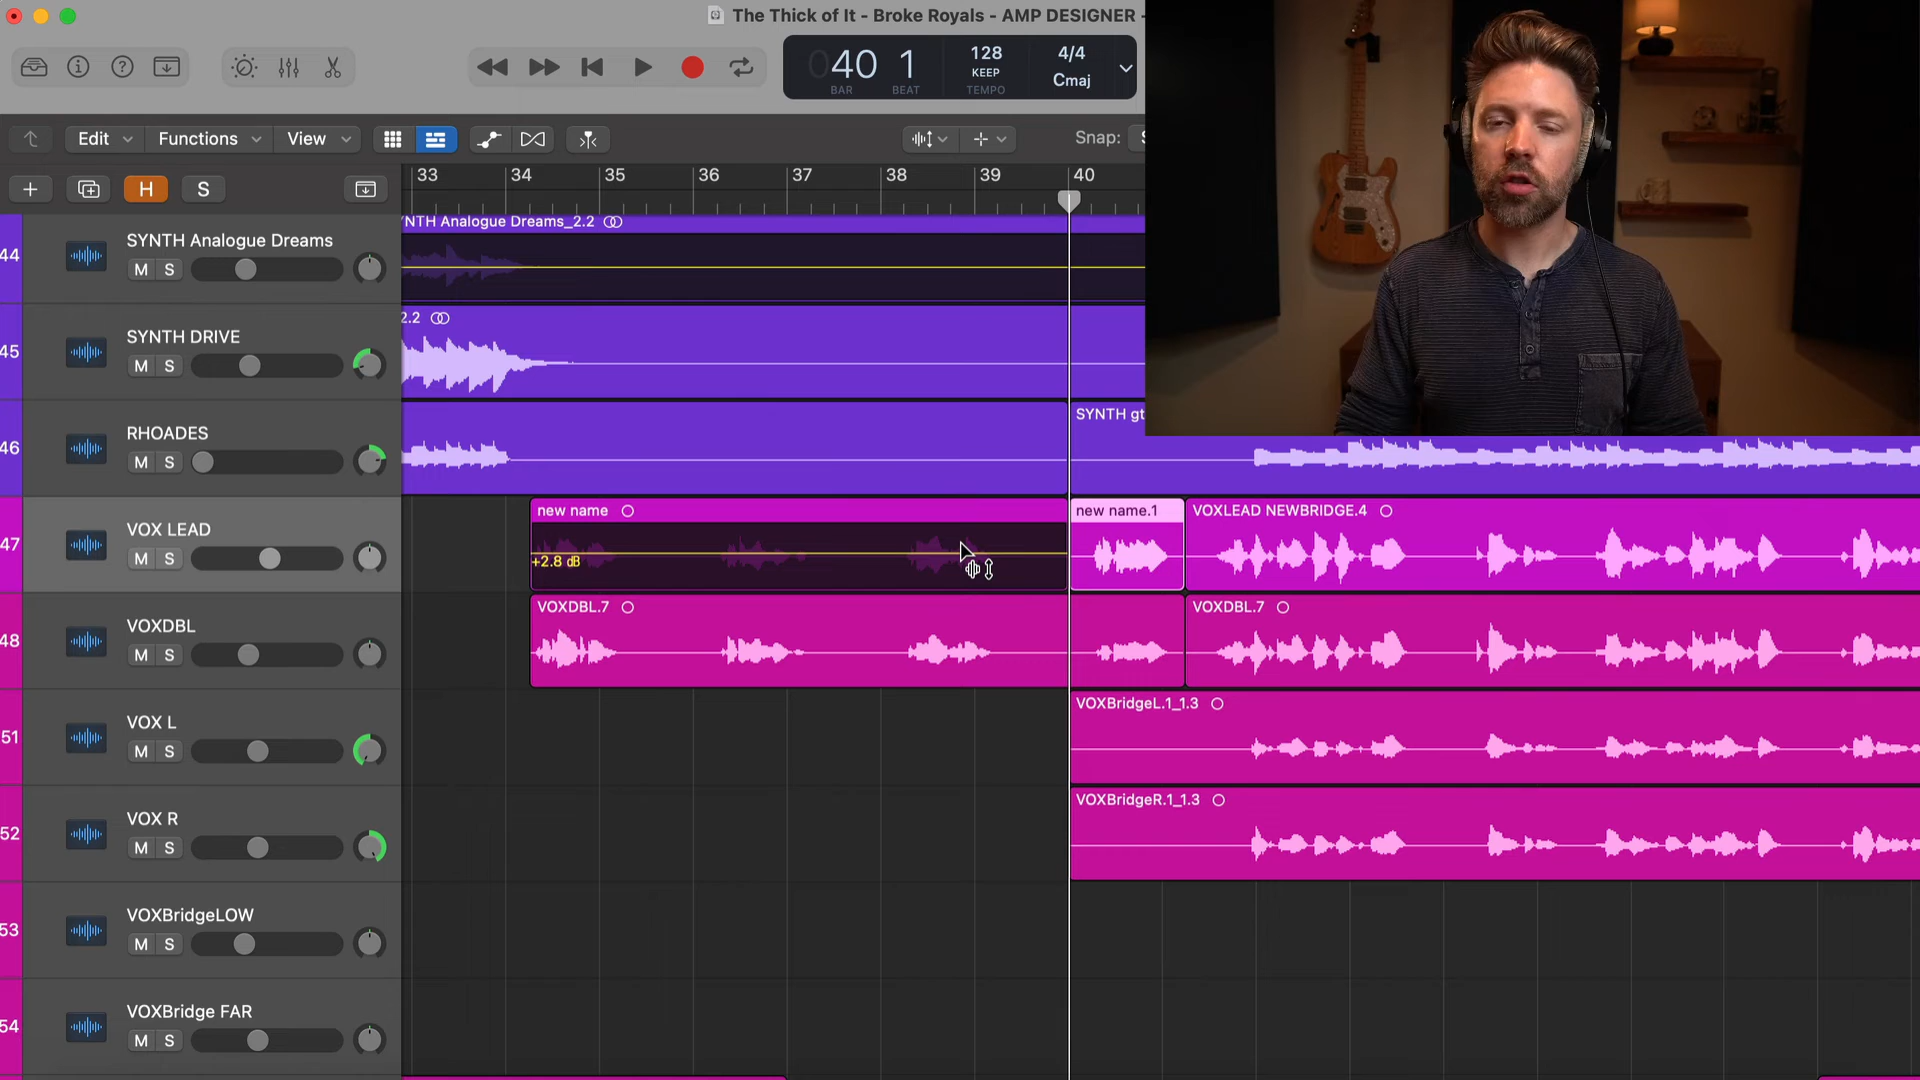 The Thick of It - Broke Royals - AMP DESIGNER -
040 1
BAR BEAT
128
KEEP
TEMPO
4/4
Cmaj
Edit Functions View
Snap: S
H S
33 34 35 36 37 38 39 40
44 SYNTH Analogue Dreams
M S
YNTH Analogue Dreams_2.2
45 SYNTH DRIVE
M S
2.2
46 RHOADES
M S
SYNTH gt
47 VOX LEAD
M S
new name
+2.8 dB
new name.1
VOXLEAD NEWBRIDGE.4
48 VOXDBL
M S
VOXDBL.7
VOXDBL.7
51 VOX L
M S
VOXBridgeL.1_1.3
52 VOX R
M S
VOXBridgeR.1_1.3
53 VOXBridgeLOW
M S
54 VOXBridge FAR
M S